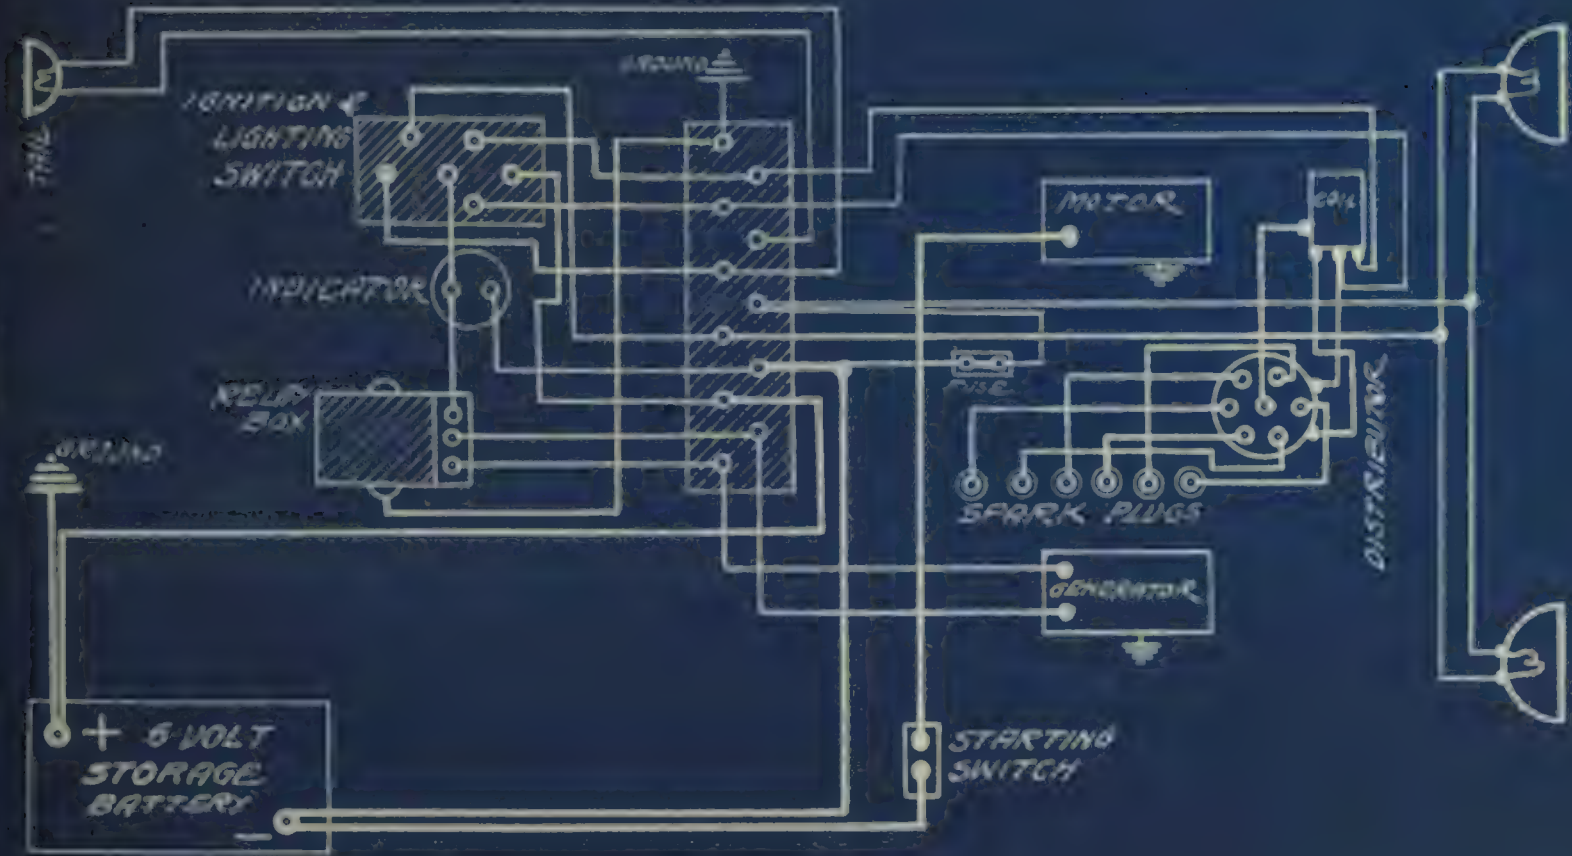 TAIL
IGNITION &
LIGHTING
SWITCH
GROUND
MOTOR
COIL
INDICATOR
RELAY
BOX
FUSE
GROUND
DISTRIBUTOR
SPARK PLUGS
GENERATOR
+ 6-VOLT
STORAGE
BATTERY
−
STARTING
SWITCH